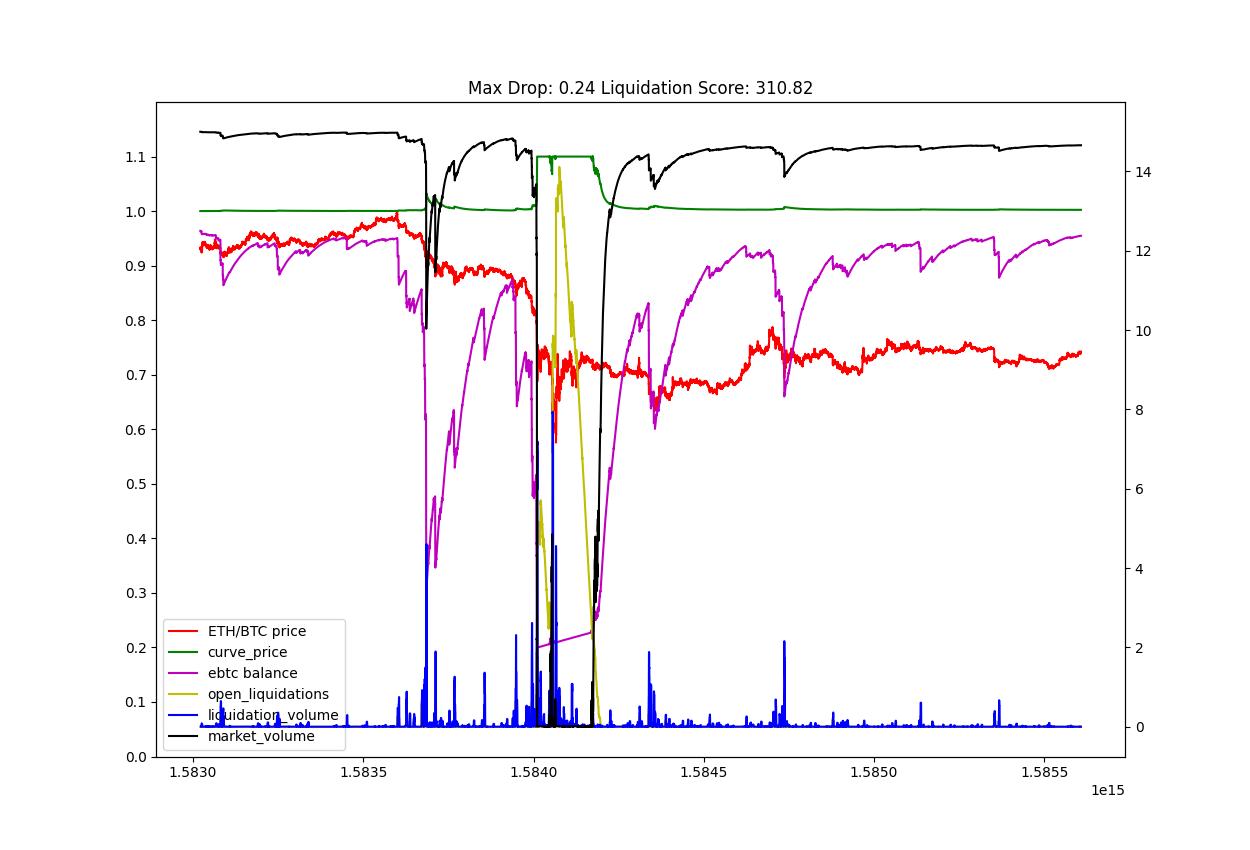 Max Drop: 0.24 Liquidation Score: 310.82
1.1
1.0
0.9
0.8
0.7
0.6
0.5
0.4
0.3
0.2
0.1
0.0
14
12
10
8
6
4
2
0
ETH/BTC price
curve_price
ebtc balance
open_liquidations
liquidation_volume
market_volume
1.5830 1.5835 1.5840 1.5845 1.5850 1.5855
1e15